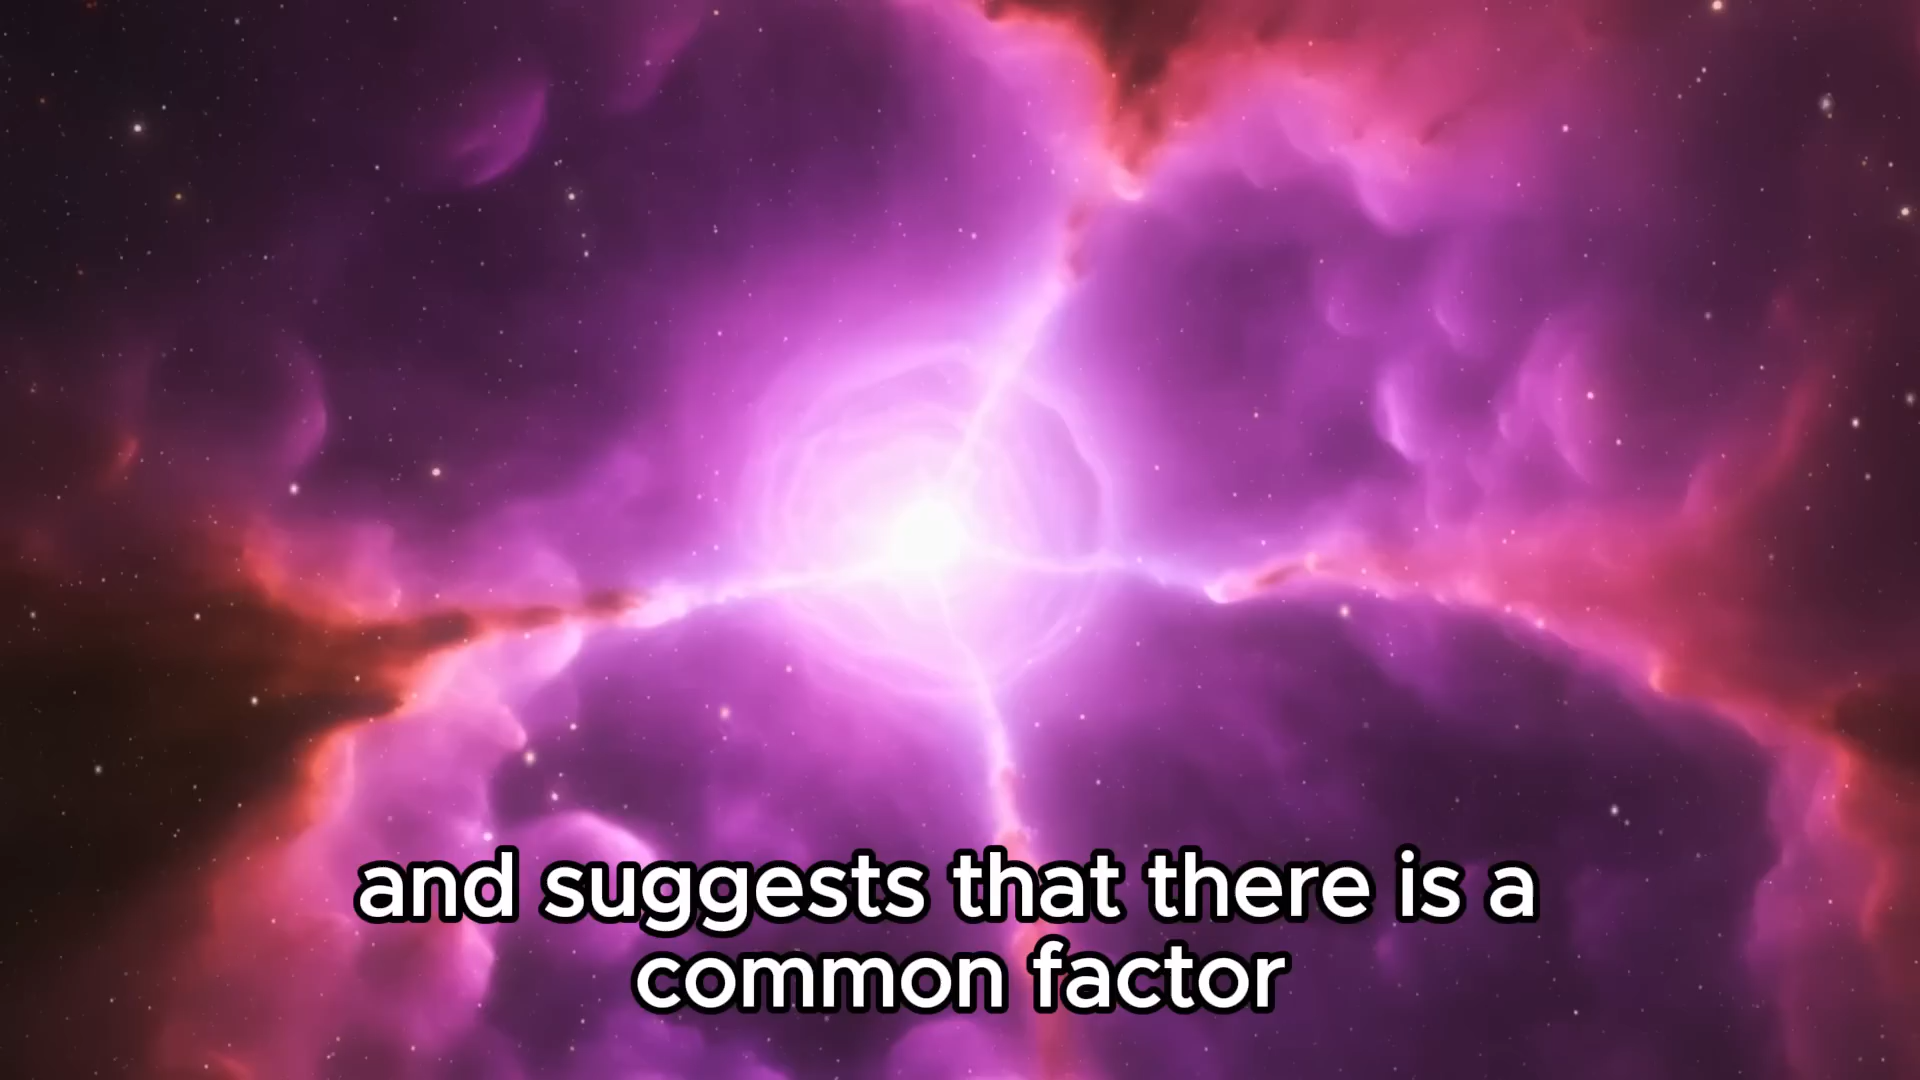 and suggests that there is a
common factor